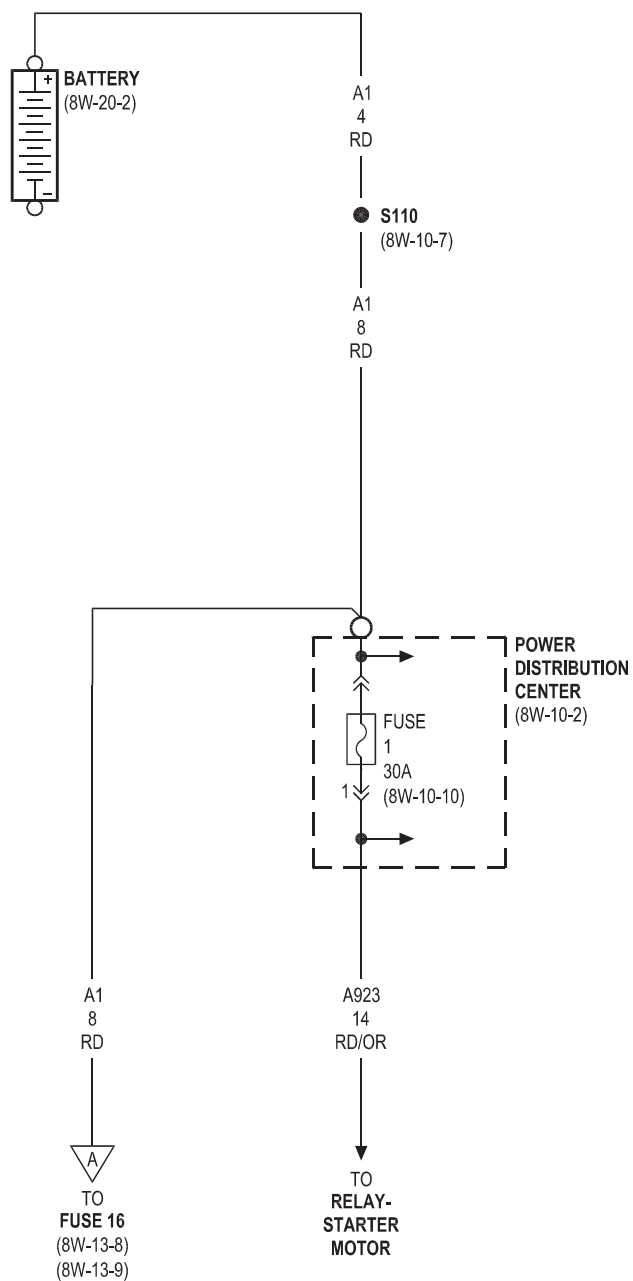 +
BATTERY
(8W-20-2)
-
A1
4
RD
S110
(8W-10-7)
A1
8
RD
POWER
DISTRIBUTION
CENTER
(8W-10-2)
FUSE
1
30A
(8W-10-10)
1
A1
8
RD
A923
14
RD/OR
A
TO
FUSE 16
(8W-13-8)
(8W-13-9)
TO
RELAY-
STARTER
MOTOR